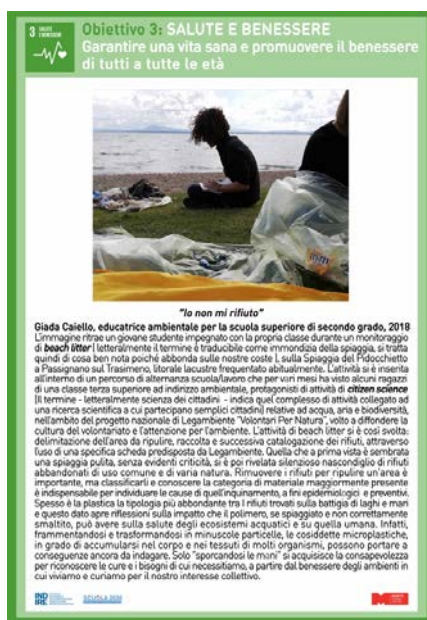 3 SALUTE E BENESSERE
Obiettivo 3: SALUTE E BENESSERE
Garantire una vita sana e promuovere il benessere
di tutti a tutte le età
"Io non mi rifiuto"
Giada Caiello, educatrice ambientale per la scuola superiore di secondo grado, 2018
L'immagine ritrae un giovane studente impegnato con la propria classe durante un monitoraggio
di beach litter ( letteralmente il termine è traducibile come immondizia della spiaggia, si tratta
quindi di cosa ben nota poiché abbonda sulle nostre coste ), sulla Spiaggia del Pidocchietto
a Passignano sul Trasimeno, litorale lacustre frequentato abitualmente. L'attività si è inserita
all'interno di un percorso di alternanza scuola/lavoro che per vari mesi ha visto alcuni ragazzi
di una classe terza superiore ad indirizzo ambientale, protagonisti di attività di citizen science
(Il termine - letteralmente scienza dei cittadini - indica quel complesso di attività collegato ad
una ricerca scientifica a cui partecipano semplici cittadini) relative ad acqua, aria e biodiversità,
nell'ambito del progetto nazionale di Legambiente "Volontari Per Natura", volto a diffondere la
cultura del volontariato e l'attenzione per l'ambiente. L'attività di beach litter si è così svolta:
delimitazione dell'area da ripulire, raccolta e successiva catalogazione dei rifiuti, attraverso
l'uso di una specifica scheda predisposta da Legambiente. Quella che a prima vista è sembrata
una spiaggia pulita, senza evidenti criticità, si è poi rivelata silenzioso nascondiglio di rifiuti
abbandonati di uso comune e di varia natura. Rimuovere i rifiuti per ripulire un'area è
importante, ma classificarli e conoscere la categoria di materiale maggiormente presente
è indispensabile per individuare le cause di quell'inquinamento, a fini epidemiologici e preventivi.
Spesso è la plastica la tipologia più abbondante tra I rifiuti trovati sulla battigia di laghi e mari
e questo dato apre riflessioni sulla impatto che il polimero, se spiaggiato e non correttamente
smaltito, può avere sulla salute degli ecosistemi acquatici e su quella umana. Infatti,
frammentandosi e trasformandosi in minuscole particelle, le cosiddette microplastiche,
in grado di accumularsi nel corpo e nei tessuti di molti organismi, possono portare a
conseguenze ancora da indagare. Solo "sporcandosi le mani" si acquisisce la consapevolezza
per riconoscere le cure e i bisogni di cui necessitiamo, a partire dal benessere degli ambienti in
cui viviamo e curiamo per il nostro interesse collettivo.
INDIRE
SCUOLA 2030